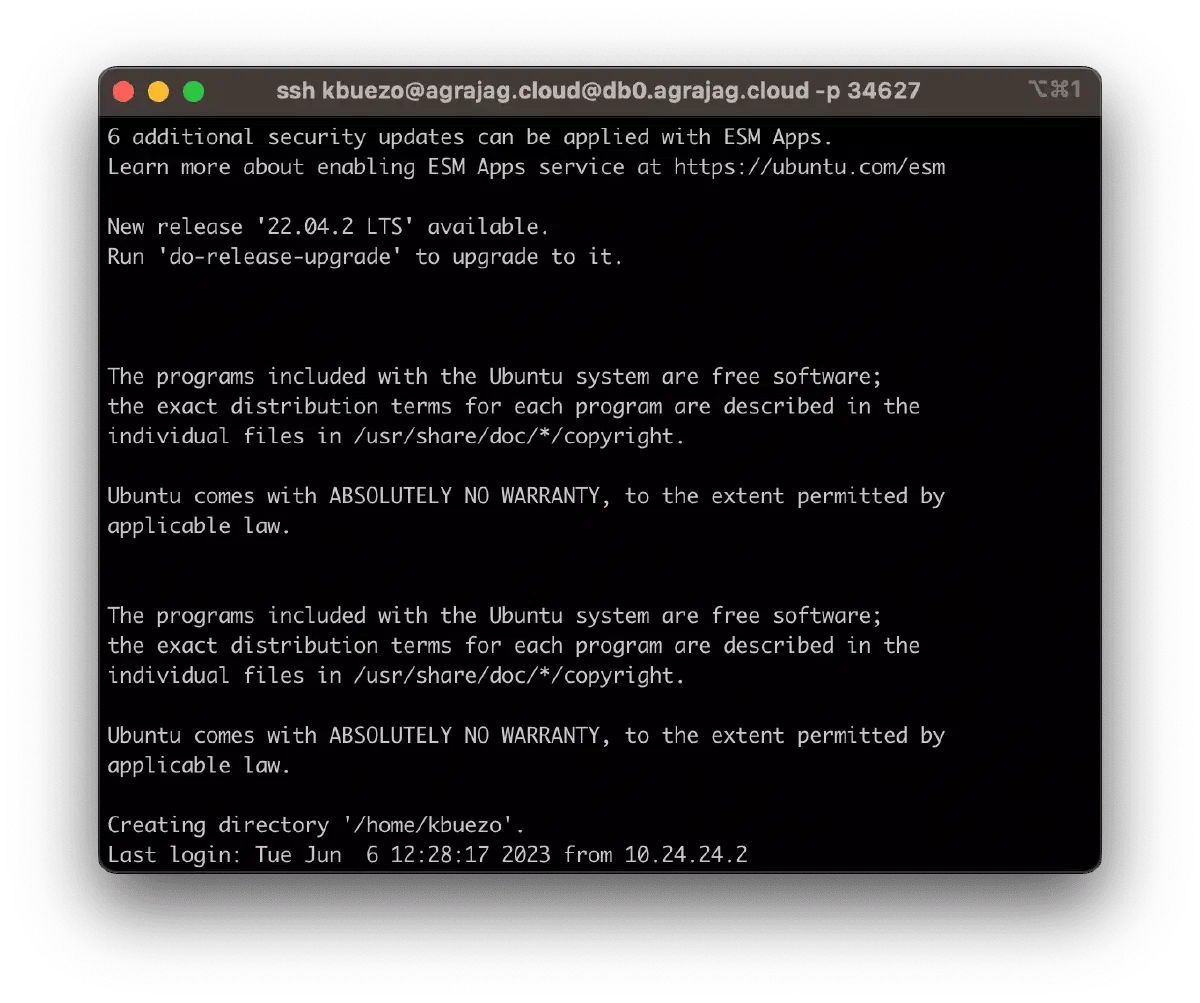 ssh kbuezo@agrajag.cloud@db0.agrajag.cloud -p 34627 ⌥⌘1
6 additional security updates can be applied with ESM Apps.
Learn more about enabling ESM Apps service at https://ubuntu.com/esm
New release '22.04.2 LTS' available.
Run 'do-release-upgrade' to upgrade to it.
The programs included with the Ubuntu system are free software;
the exact distribution terms for each program are described in the
individual files in /usr/share/doc/*/copyright.
Ubuntu comes with ABSOLUTELY NO WARRANTY, to the extent permitted by
applicable law.
The programs included with the Ubuntu system are free software;
the exact distribution terms for each program are described in the
individual files in /usr/share/doc/*/copyright.
Ubuntu comes with ABSOLUTELY NO WARRANTY, to the extent permitted by
applicable law.
Creating directory '/home/kbuezo'.
Last login: Tue Jun  6 12:28:17 2023 from 10.24.24.2